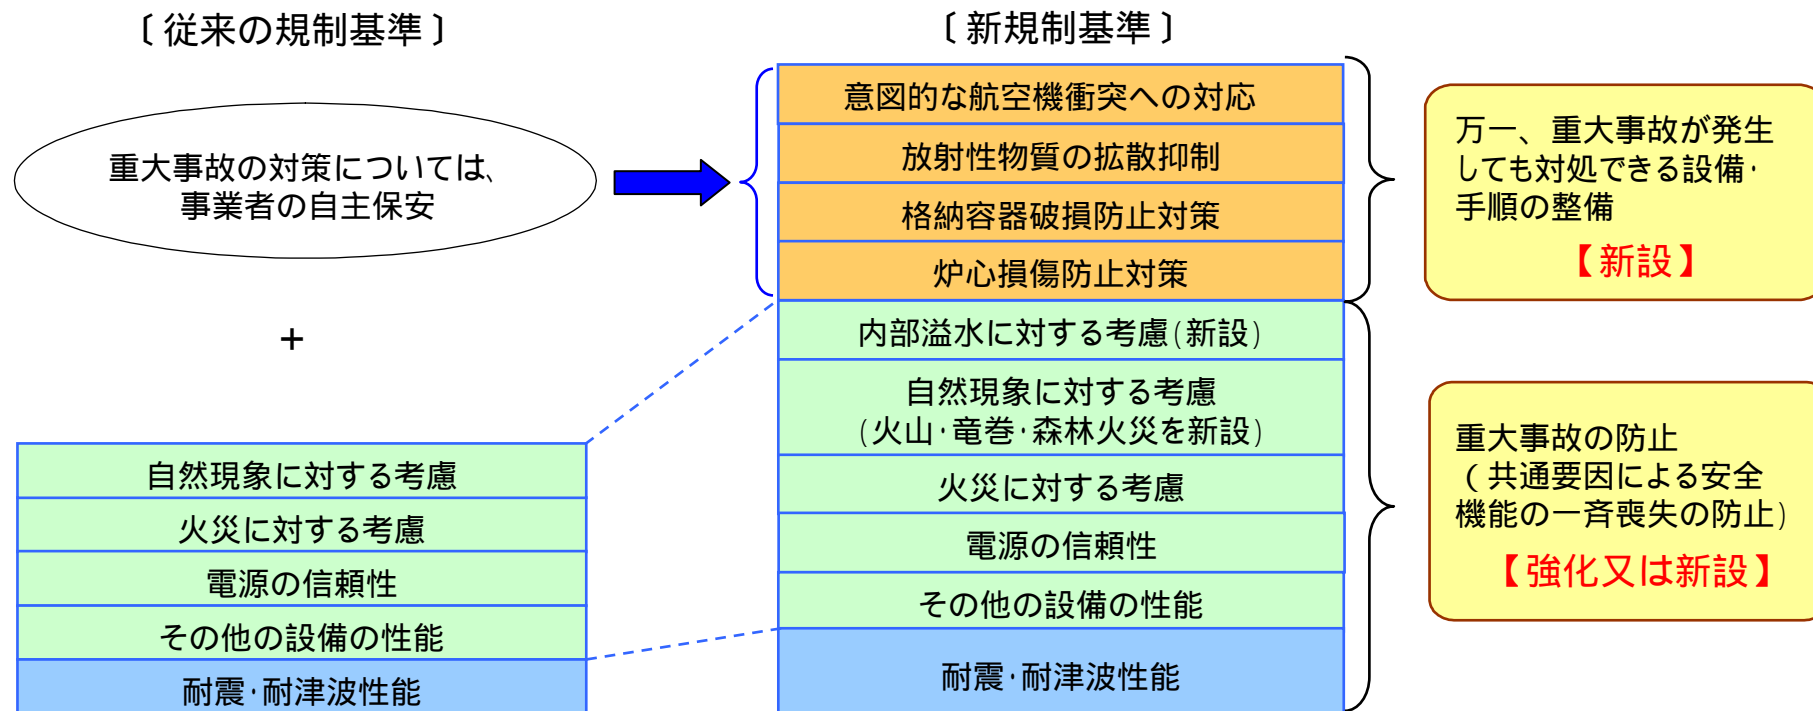 〔従来の規制基準〕
重大事故の対策については、
事業者の自主保安
+
自然現象に対する考慮
火災に対する考慮
電源の信頼性
その他の設備の性能
耐震・耐津波性能
〔新規制基準〕
意図的な航空機衝突への対応
放射性物質の拡散抑制
格納容器破損防止対策
炉心損傷防止対策
内部溢水に対する考慮(新設)
自然現象に対する考慮
(火山・竜巻・森林火災を新設)
火災に対する考慮
電源の信頼性
その他の設備の性能
耐震・耐津波性能
万一、重大事故が発生
しても対処できる設備・
手順の整備
【新設】
重大事故の防止
(共通要因による安全
機能の一斉喪失の防止)
【強化又は新設】